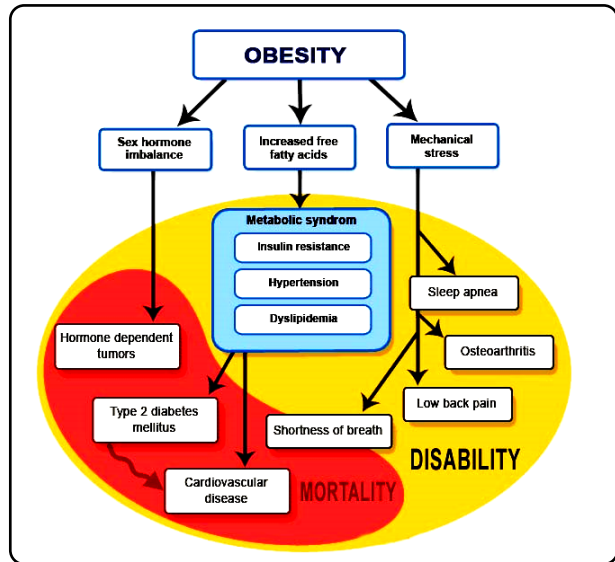 OBESITY
Sex hormone
imbalance
Increased free
fatty acids
Mechanical
stress
Metabolic syndrom
Insulin resistance
Hypertension
Dyslipidemia
Sleep apnea
Hormone dependent
tumors
Osteoarthritis
Type 2 diabetes
mellitus
Low back pain
Shortness of breath
DISABILITY
Cardiovascular
disease
MORTALITY